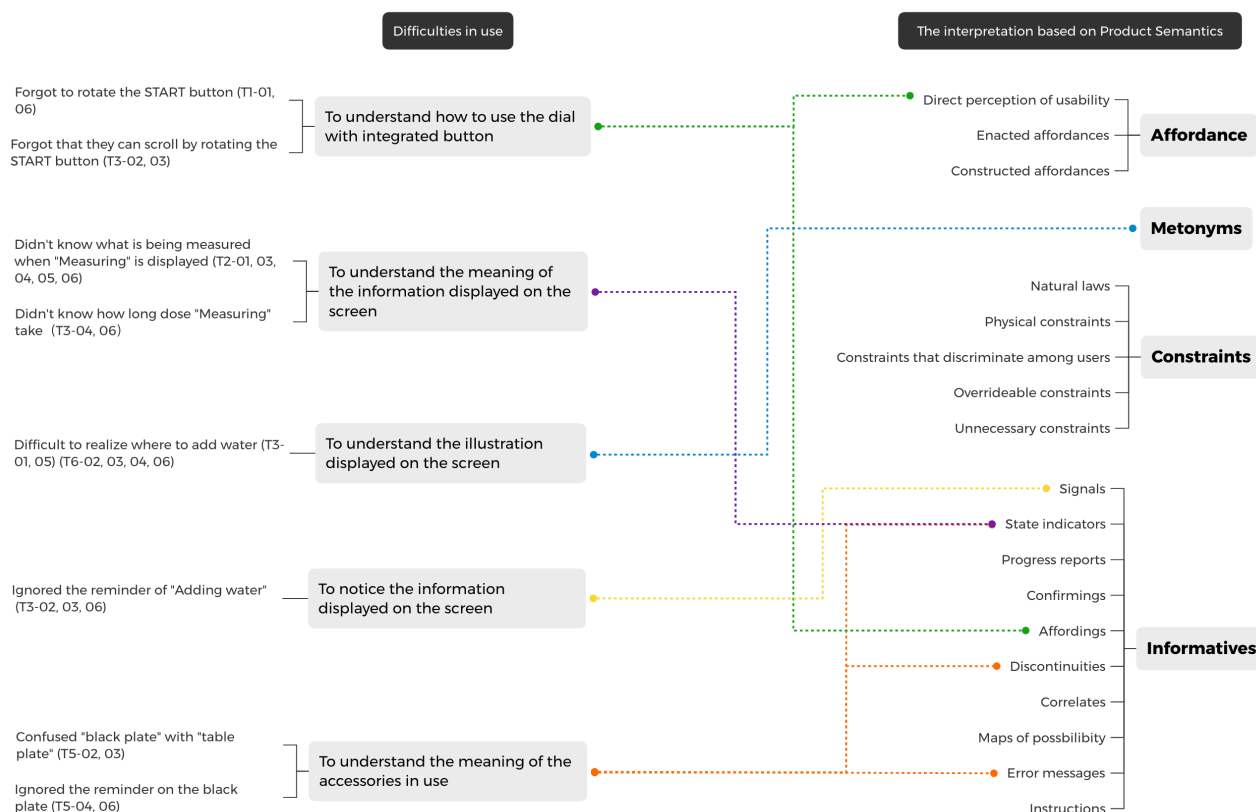 Difficulties in use
The interpretation based on Product Semantics
Forgot to rotate the START button (T1-01,
06)
Forgot that they can scroll by rotating the
START button (T3-02, 03)
To understand how to use the dial
with integrated button
Didn't know what is being measured
when "Measuring" is displayed (T2-01, 03,
04, 05, 06)
Didn't know how long dose "Measuring"
take （T3-04, 06）
To understand the meaning of
the information displayed on the
screen
Difficult to realize where to add water (T3-
01, 05) (T6-02, 03, 04, 06)
To understand the illustration
displayed on the screen
Ignored the reminder of "Adding water"
(T3-02, 03, 06)
To notice the information
displayed on the screen
Confused "black plate" with "table
plate" (T5-02, 03)
Ignored the reminder on the black
plate (T5-04, 06)
To understand the meaning of the
accessories in use
Direct perception of usability
Enacted affordances
Constructed affordances
Affordance
Metonyms
Natural laws
Physical constraints
Constraints that discriminate among users
Overrideable constraints
Unnecessary constraints
Constraints
Signals
State indicators
Progress reports
Confirmings
Affordings
Discontinuities
Correlates
Maps of possbilibity
Error messages
Instructions
Informatives